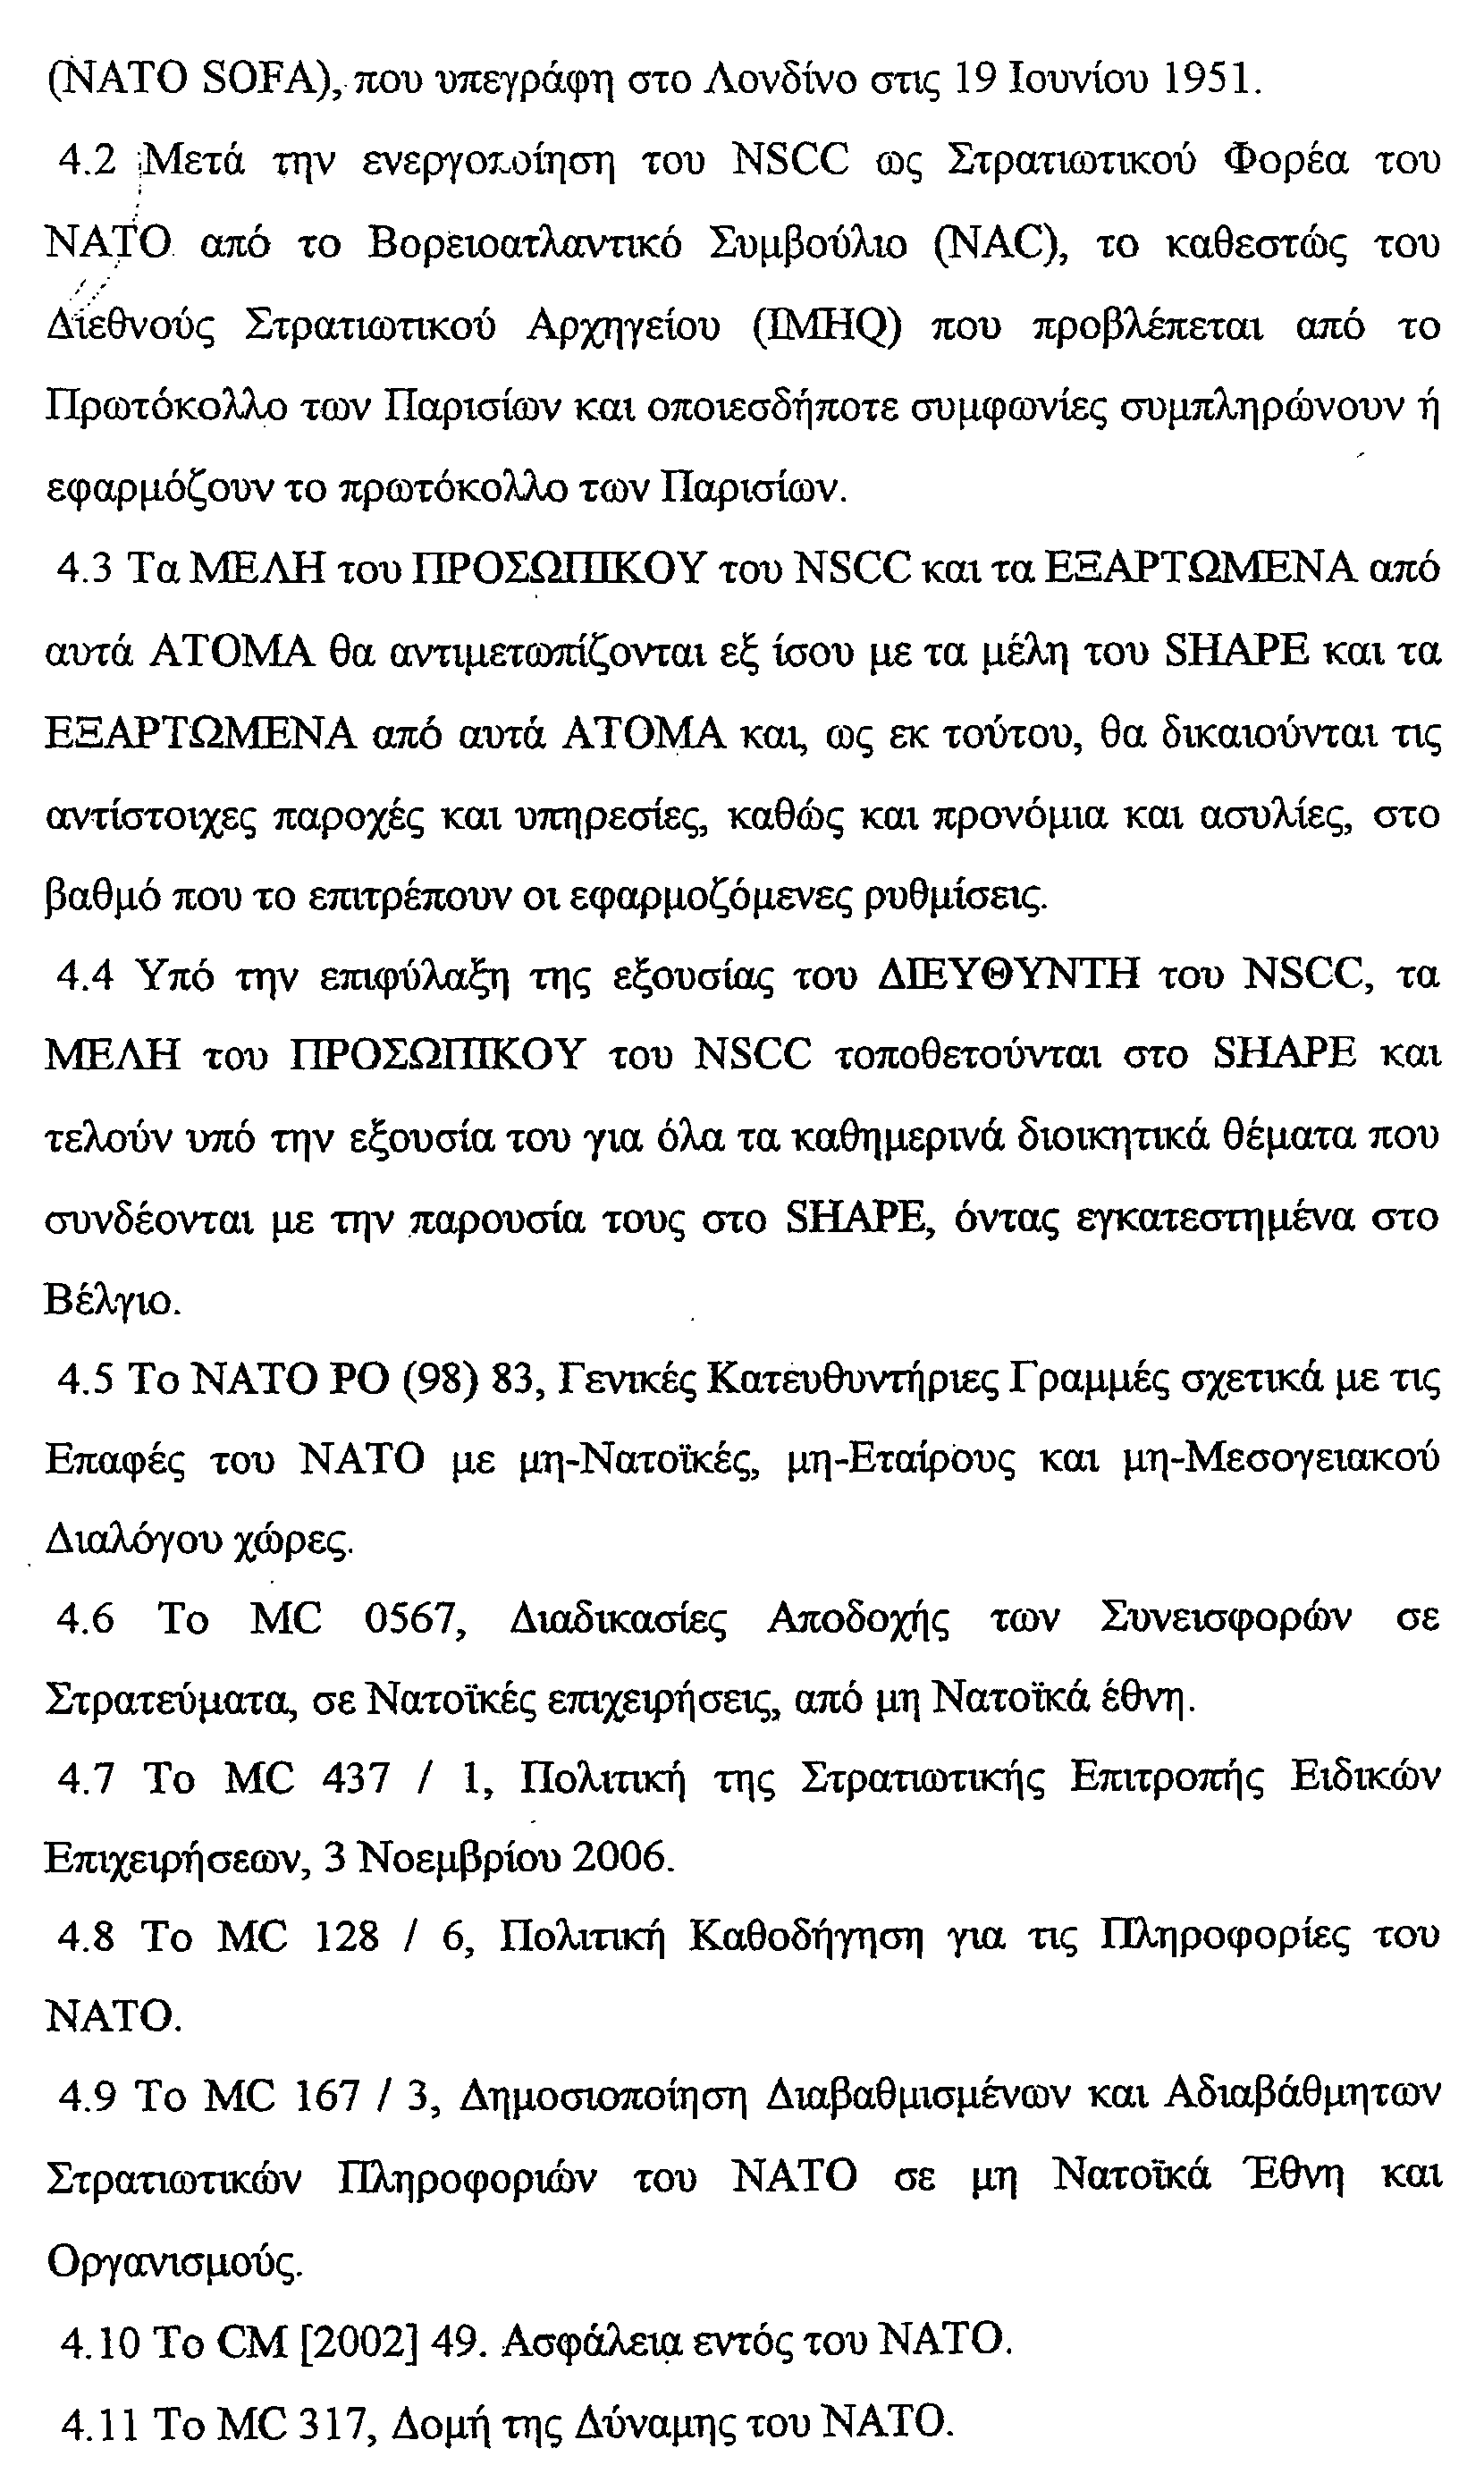 (NATO SOFA), που υπεγράφη στο Λονδίνο στις 19 Ιουνίου 1951.
4.2 Μετά την ενεργοποίηση του NSCC ως Στρατιωτικού Φορέα του
ΝΑΤΟ από το Βορειοατλαντικό Συμβούλιο (NAC), το καθεστώς του
Διεθνούς Στρατιωτικού Αρχηγείου (IMHQ) που προβλέπεται από το
Πρωτόκολλο των Παρισίων και οποιεσδήποτε συμφωνίες συμπληρώνουν ή
εφαρμόζουν το πρωτόκολλο των Παρισίων.
4.3 Τα ΜΕΛΗ του ΠΡΟΣΩΠΙΚΟΥ του NSCC και τα ΕΞΑΡΤΩΜΕΝΑ από
αυτά ΑΤΟΜΑ θα αντιμετωπίζονται εξ ίσου με τα μέλη του SHAPE και τα
ΕΞΑΡΤΩΜΕΝΑ από αυτά ΑΤΟΜΑ και, ως εκ τούτου, θα δικαιούνται τις
αντίστοιχες παροχές και υπηρεσίες, καθώς και προνόμια και ασυλίες, στο
βαθμό που το επιτρέπουν οι εφαρμοζόμενες ρυθμίσεις.
4.4 Υπό την επιφύλαξη της εξουσίας του ΔΙΕΥΘΥΝΤΗ του NSCC, τα
ΜΕΛΗ του ΠΡΟΣΩΠΙΚΟΥ του NSCC τοποθετούνται στο SHAPE και
τελούν υπό την εξουσία του για όλα τα καθημερινά διοικητικά θέματα που
συνδέονται με την παρουσία τους στο SHAPE, όντας εγκατεστημένα στο
Βέλγιο.
4.5 Το ΝΑΤΟ PO (98) 83, Γενικές Κατευθυντήριες Γραμμές σχετικά με τις
Επαφές του ΝΑΤΟ με μη-Νατοϊκές, μη-Εταίρους και μη-Μεσογειακού
Διαλόγου χώρες.
4.6 Το MC 0567, Διαδικασίες Αποδοχής των Συνεισφορών σε
Στρατεύματα, σε Νατοϊκές επιχειρήσεις, από μη Νατοϊκά έθνη.
4.7 Το MC 437 / 1, Πολιτική της Στρατιωτικής Επιτροπής Ειδικών
Επιχειρήσεων, 3 Νοεμβρίου 2006.
4.8 Το MC 128 / 6, Πολιτική Καθοδήγηση για τις Πληροφορίες του
ΝΑΤΟ.
4.9 Το MC 167 / 3, Δημοσιοποίηση Διαβαθμισμένων και Αδιαβάθμητων
Στρατιωτικών Πληροφοριών του ΝΑΤΟ σε μη Νατοϊκά Έθνη και
Οργανισμούς.
4.10 Το CM [2002] 49. Ασφάλεια εντός του ΝΑΤΟ.
4.11 Το MC 317, Δομή της Δύναμης του ΝΑΤΟ.